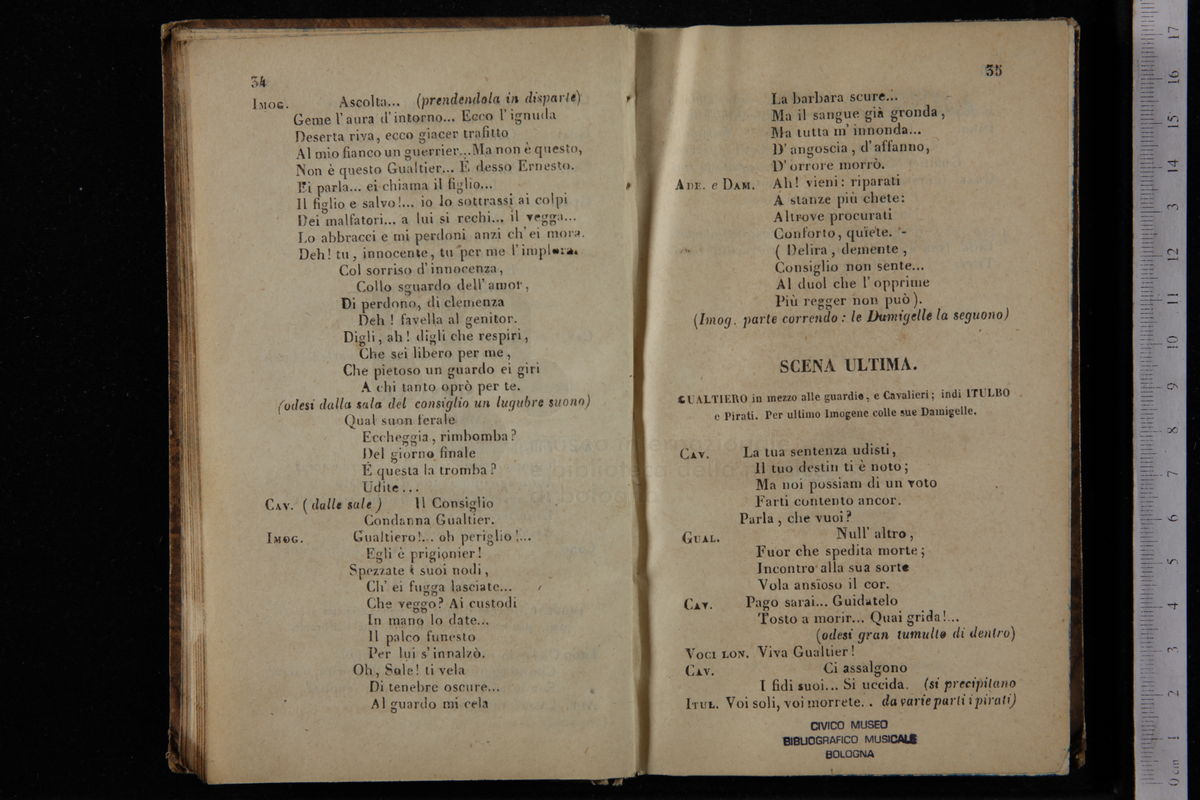 34
IMOG. Ascolta... (prendendola in disparte)
Geme l'aura d'intorno... Ecco l'ignuda
Deserta riva, ecco giacer trafitto
Al mio fianco un guerrier...Ma non è questo,
Non è questo Gualtier... È desso Ernesto.
Ei parla... ei chiama il figlio...
Il figlio e salvo!... io lo sottrassi ai colpi
Dei malfatori... a lui si rechi... il vegga...
Lo abbracci e mi perdoni anzi ch'ei mora.
Deh! tu, innocente, tu per me l'implora.
Col sorriso d'innocenza,
Collo sguardo dell'amor,
Di perdono, di clemenza
Deh! favella al genitor.
Digli, ah! digli che respiri,
Che sei libero per me,
Che pietoso un guardo ei giri
A chi tanto oprò per te.
(odesi dalla sala del consiglio un lugubre suono)
Qual suon ferale
Eccheggia, rimbomba?
Del giorno finale
È questa la tromba?
Udite...
CAV. (dalle sale) Il Consiglio
Condanna Gualtier.
IMOG. Gualtiero!... oh periglio!...
Egli è prigionier!
Spezzate i suoi nodi,
Ch'ei fugga lasciate...
Che veggo? Ai custodi
In mano lo date...
Il palco funesto
Per lui s'innalzò.
Oh, Sole! ti vela
Di tenebre oscure...
Al guardo mi cela
35
La barbara scure...
Ma il sangue già gronda,
Ma tutta m'innonda...
D'angoscia, d'affanno,
D'orrore morrò.
ADE. e DAM. Ah! vieni: riparati
A stanze più chete:
Altrove procurati
Conforto, quiete. -
( Delira, demente,
Consiglio non sente...
Al duol che l'opprime
Più regger non può).
(Imog. parte correndo: le Damigelle la seguono)
SCENA ULTIMA.
GUALTIERO in mezzo alle guardie, e Cavalieri; indi ITULBO
e Pirati. Per ultimo Imogene colle sue Damigelle.
CAV. La tua sentenza udisti,
Il tuo destin ti è noto;
Ma noi possiam di un voto
Farti contento ancor.
Parla, che vuoi?
GUAL. Null'altro,
Fuor che spedita morte;
Incontro alla sua sorte
Vola ansioso il cor.
CAV. Pago sarai... Guidatelo
Tosto a morir... Quai grida!...
(odesi gran tumulto di dentro)
VOCI LON. Viva Gualtier!
CAV. Ci assalgono
I fidi suoi... Si uccida. (si precipitano
ITUL. Voi soli, voi morrete.. da varie parti i pirati)
CIVICO MUSEO
BIBLIOGRAFICO MUSICALE
BOLOGNA